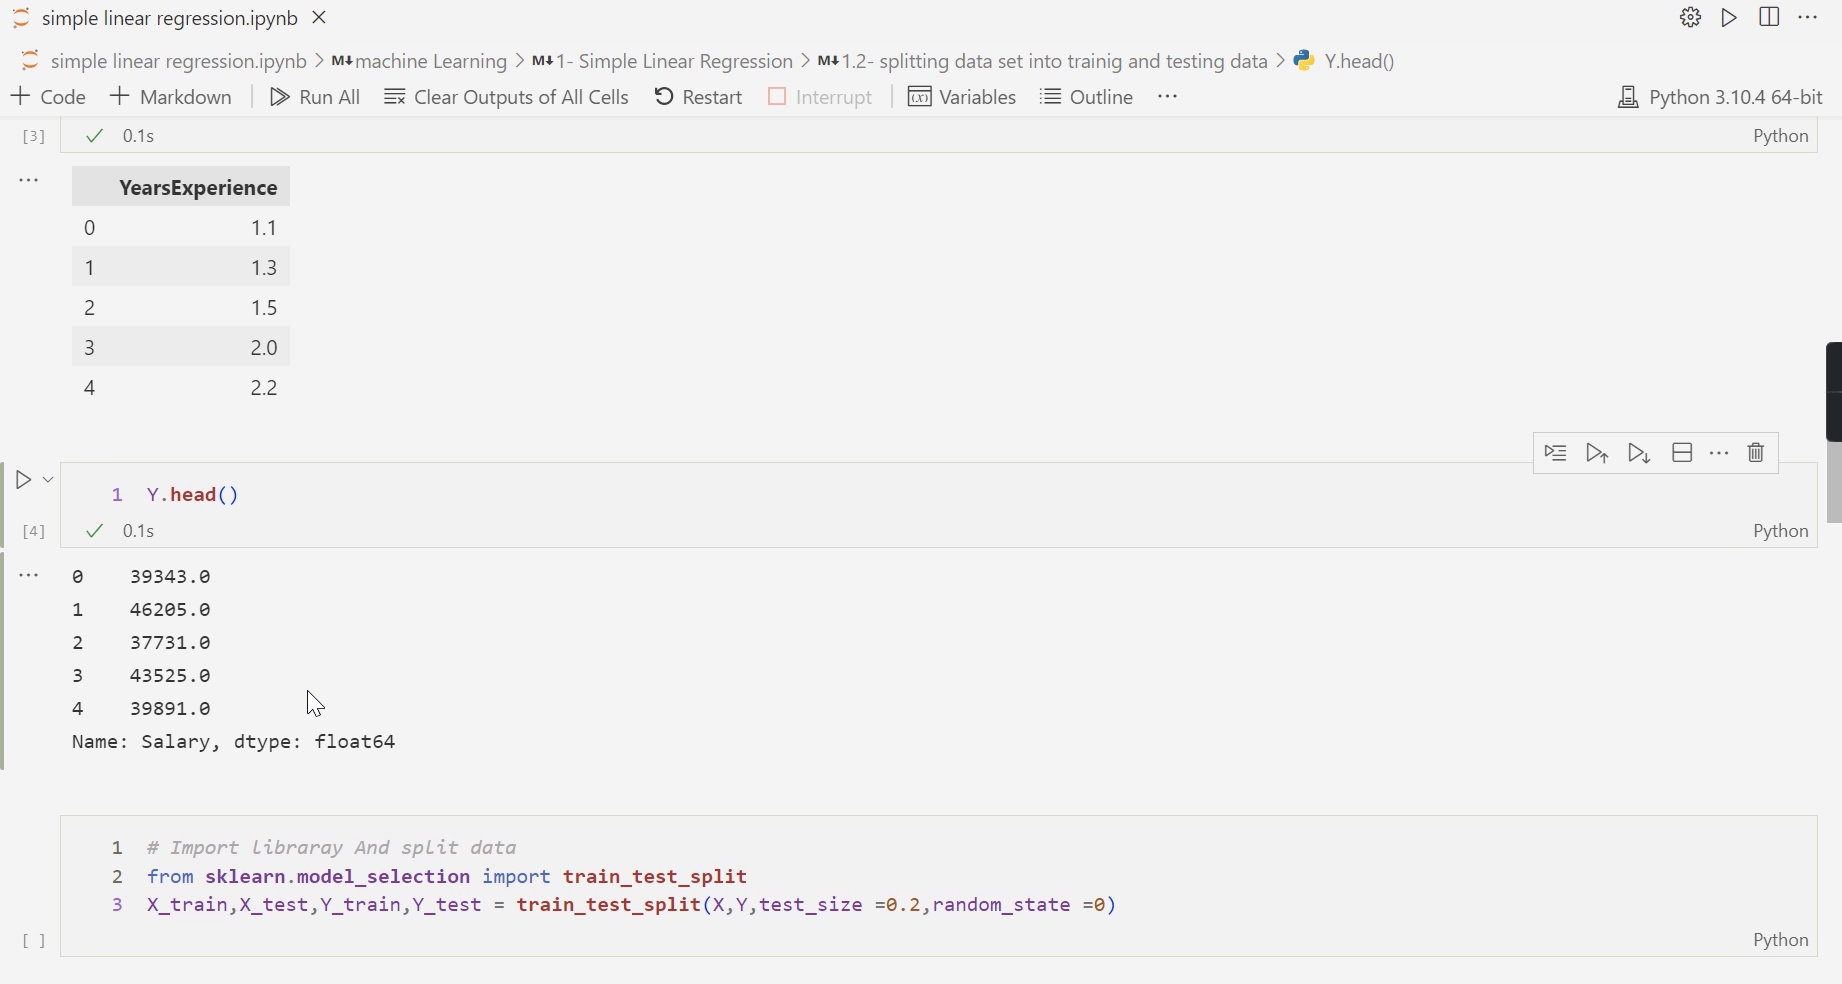 simple linear regression.ipynb
simple linear regression.ipynb > M↓ machine Learning > M↓ 1- Simple Linear Regression > M↓ 1.2- splitting data set into trainig and testing data > Y.head()
+ Code + Markdown Run All Clear Outputs of All Cells Restart Interrupt Variables Outline ... Python 3.10.4 64-bit
[3] 0.1s Python
YearsExperience
0 1.1
1 1.3
2 1.5
3 2.0
4 2.2
1 Y.head()
[4] 0.1s Python
0 39343.0
1 46205.0
2 37731.0
3 43525.0
4 39891.0
Name: Salary, dtype: float64
1 # Import libraray And split data
2 from sklearn.model_selection import train_test_split
3 X_train,X_test,Y_train,Y_test = train_test_split(X,Y,test_size =0.2,random_state =0)
[ ] Python